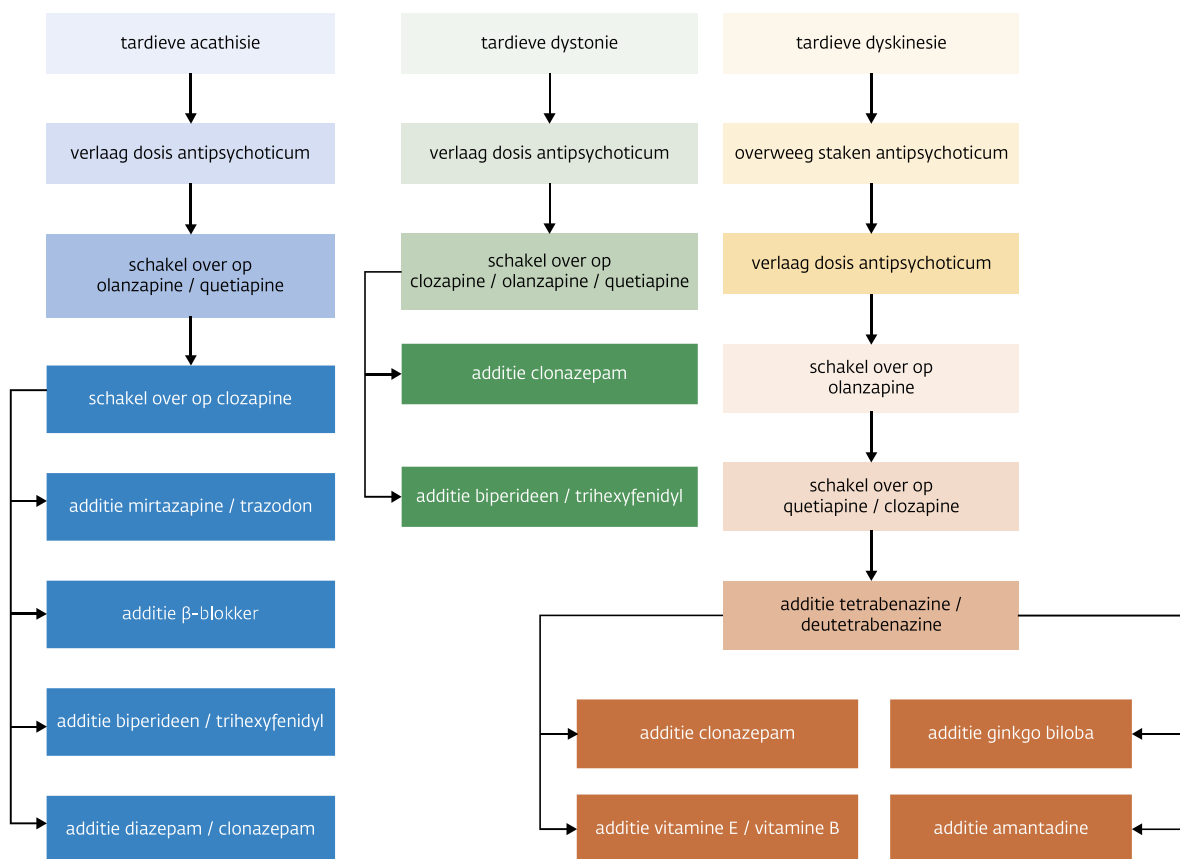 tardieve acathisie
verlaag dosis antipsychoticum
schakel over op
olanzapine / quetiapine
schakel over op clozapine
additie mirtazapine / trazodon
additie β-blokker
additie biperideen / trihexyfenidyl
additie diazepam / clonazepam
tardieve dystonie
verlaag dosis antipsychoticum
schakel over op
clozapine / olanzapine / quetiapine
additie clonazepam
additie biperideen / trihexyfenidyl
tardieve dyskinesie
overweeg staken antipsychoticum
verlaag dosis antipsychoticum
schakel over op
olanzapine
schakel over op
quetiapine / clozapine
additie tetrabenazine /
deutetrabenazine
additie clonazepam
additie vitamine E / vitamine B
additie ginkgo biloba
additie amantadine